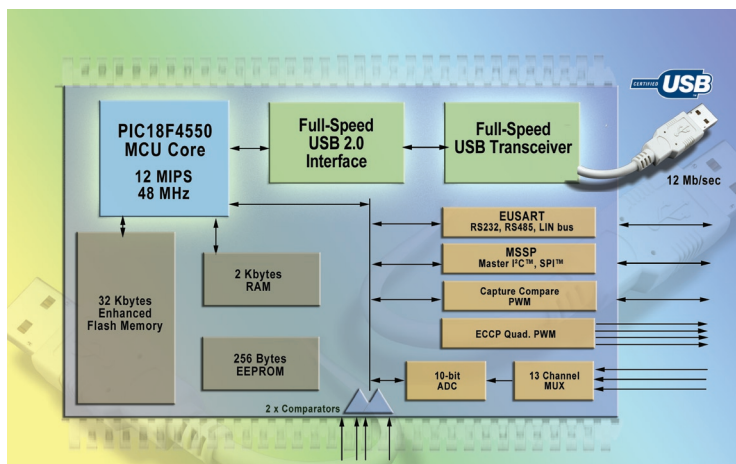 CERTIFIED USB™
PIC18F4550
MCU Core
12 MIPS
48 MHz
Full-Speed
USB 2.0
Interface
Full-Speed
USB Transceiver
12 Mb/sec
EUSART
RS232, RS485, LIN bus
MSSP
Master I²C™, SPI™
Capture Compare
PWM
ECCP Quad. PWM
32 Kbytes
Enhanced
Flash Memory
2 Kbytes
RAM
256 Bytes
EEPROM
10-bit
ADC
13 Channel
MUX
2 x Comparators